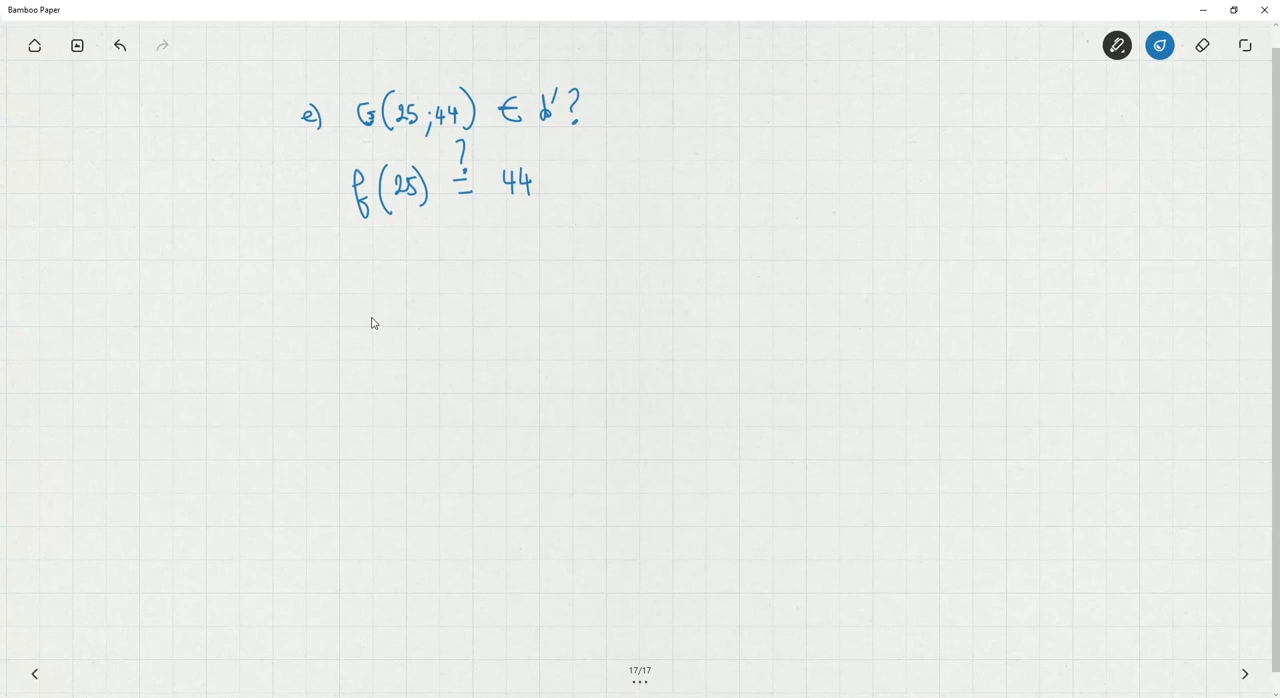 Bamboo Paper
e) G(25;44) ∈ d'?
?
f(25) = 44
17/17